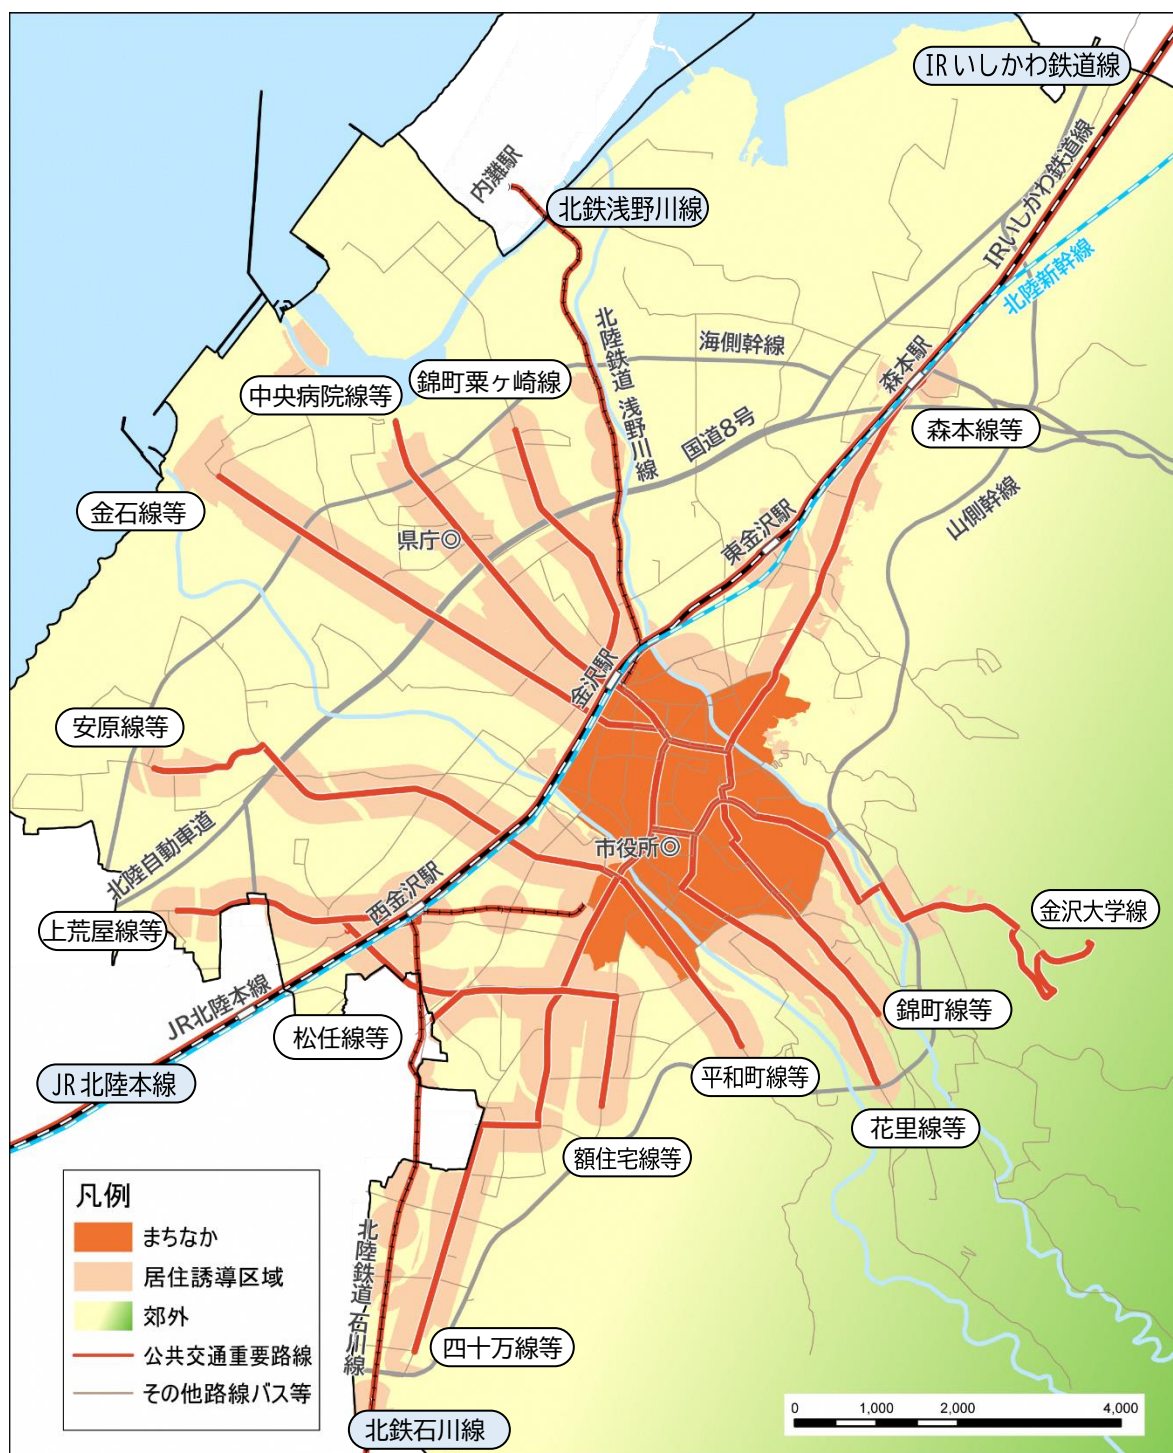 IRいしかわ鉄道線
内灘駅
北鉄浅野川線
IRいしかわ鉄道線
北陸新幹線
北陸鉄道 浅野川線
海側幹線
森本駅
錦町粟ヶ崎線
中央病院線等
国道8号
森本線等
金石線等
県庁◎
東金沢駅
山側幹線
金沢駅
安原線等
北陸自動車道
市役所◎
西金沢駅
上荒屋線等
金沢大学線
JR北陸本線
松任線等
錦町線等
JR北陸本線
平和町線等
花里線等
額住宅線等
凡例
まちなか
居住誘導区域
郊外
公共交通重要路線
その他路線バス等
北陸鉄道 石川線
四十万線等
北鉄石川線
0 1,000 2,000 4,000